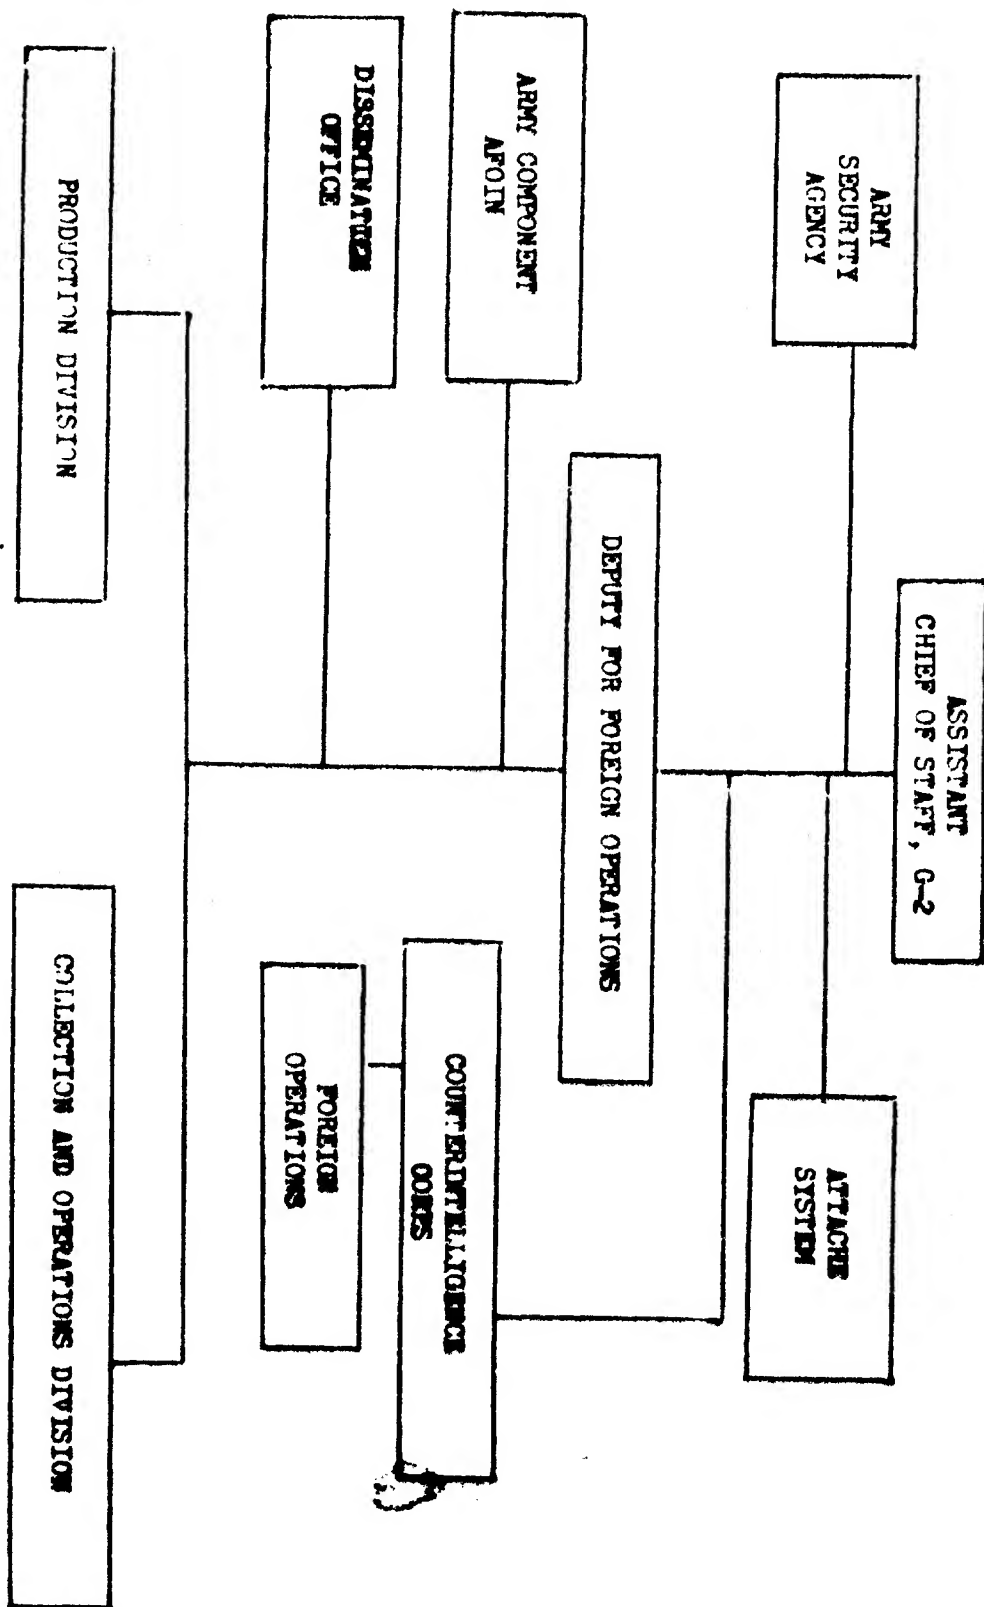 ASSISTANT
CHIEF OF STAFF, G-2
ARMY
SECURITY
AGENCY
ATTACHE
SYSTEM
DEPUTY FOR FOREIGN OPERATIONS
ARMY COMPONENT
AFOIN
COUNTERINTELLIGENCE
CORPS
DISSEMINATION
OFFICE
FOREIGN
OPERATIONS
PRODUCTION DIVISION
COLLECTION AND OPERATIONS DIVISION